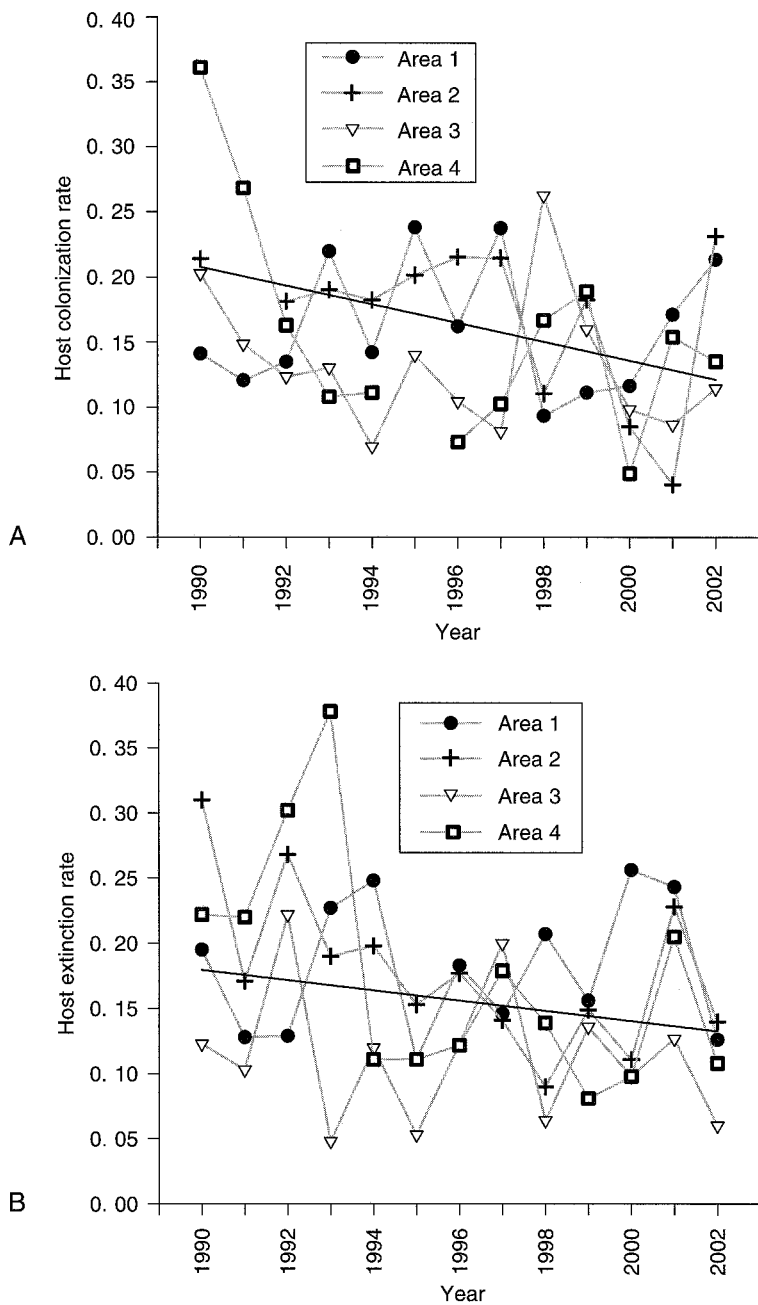 0. 40
0. 35
0. 30
0. 25
0. 20
0. 15
0. 10
0. 05
0. 00
Host colonization rate
Area 1
Area 2
Area 3
Area 4
A
1990
1992
1994
1996
1998
2000
2002
Year
0. 40
0. 35
0. 30
0. 25
0. 20
0. 15
0. 10
0. 05
0. 00
Host extinction rate
Area 1
Area 2
Area 3
Area 4
B
1990
1992
1994
1996
1998
2000
2002
Year